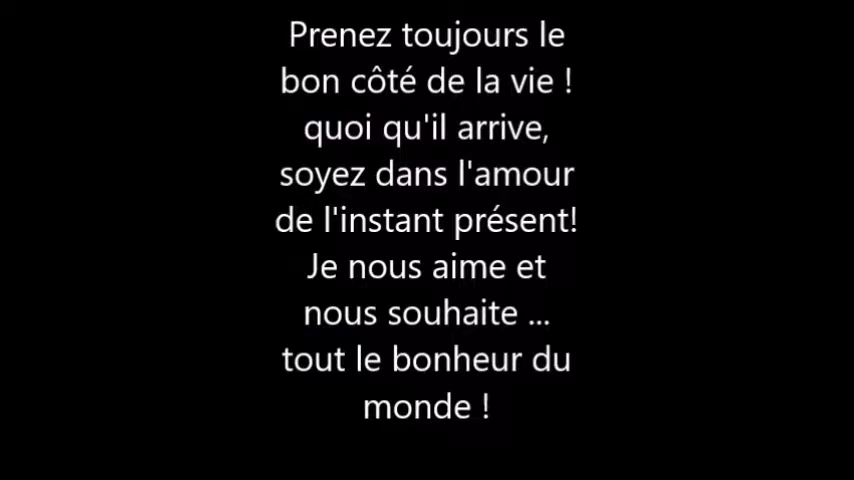 Prenez toujours le
bon côté de la vie !
quoi qu'il arrive,
soyez dans l'amour
de l'instant présent!
Je nous aime et
nous souhaite ...
tout le bonheur du
monde !